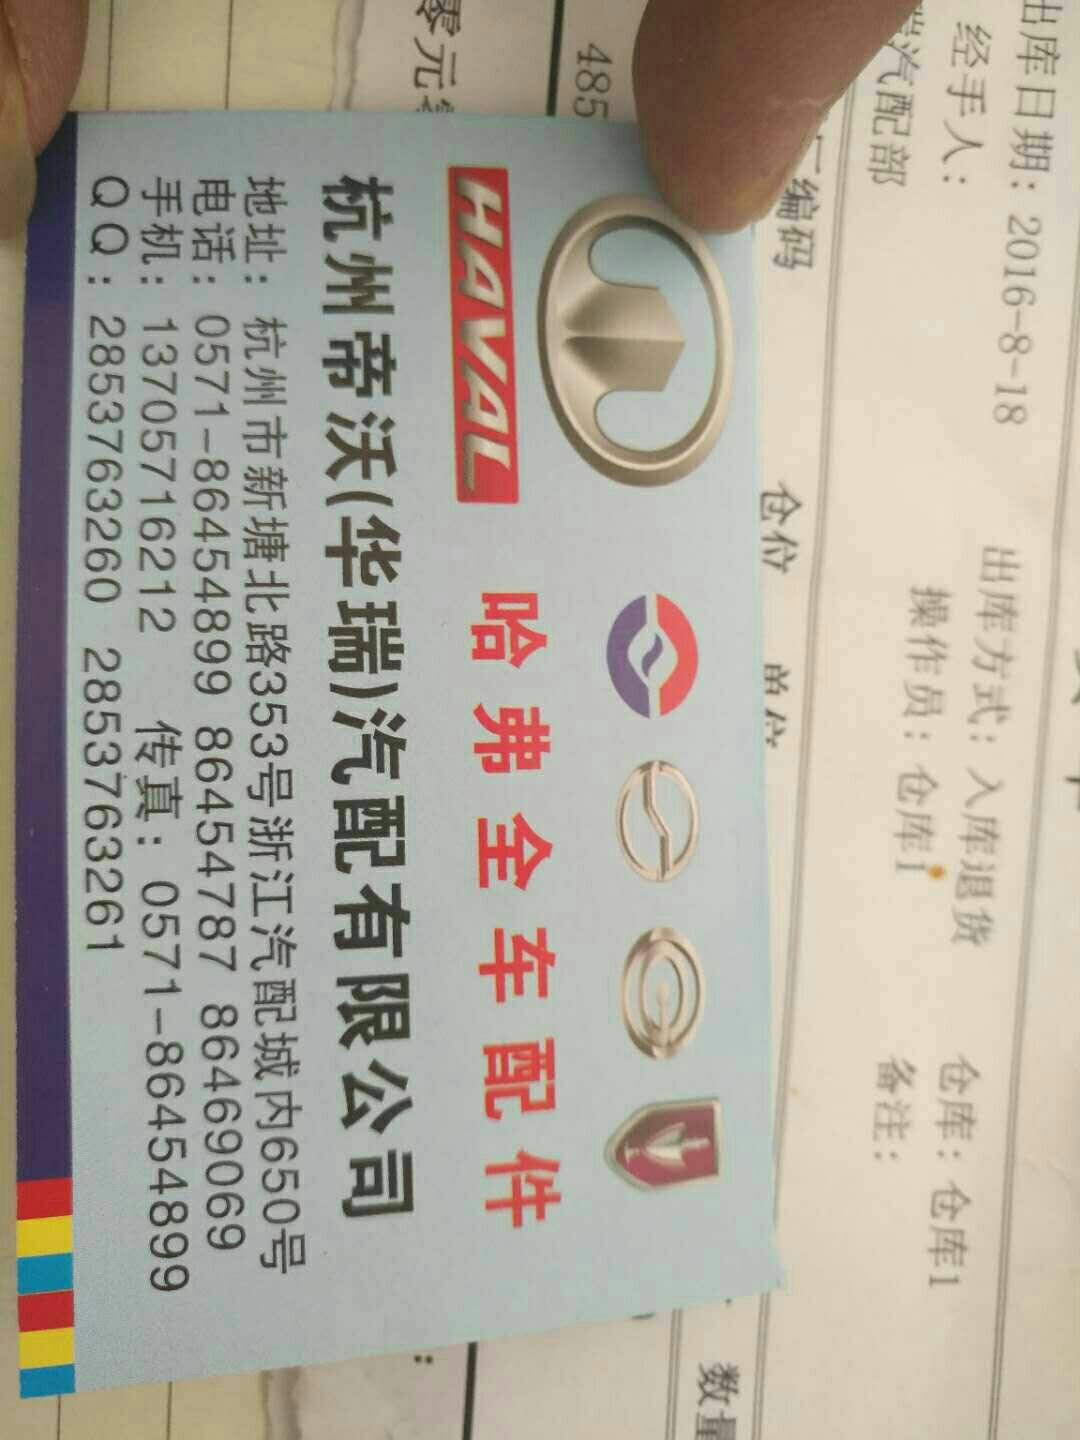 HAVAL
哈弗全车配件
杭州帝沃(华瑞)汽配有限公司
地址：杭州市新塘北路353号浙江汽配城内650号
电话：0571-86454899 86454787 86469069
手机：13705716212 传真：0571-86454899
QQ：2853763260 2853763261
出库日期：2016-8-18
出库方式：入库退货
仓库：仓库1
经手人：
操作员：仓库1
备注：
汽配部
编码
仓位
单位
数量
485
零元